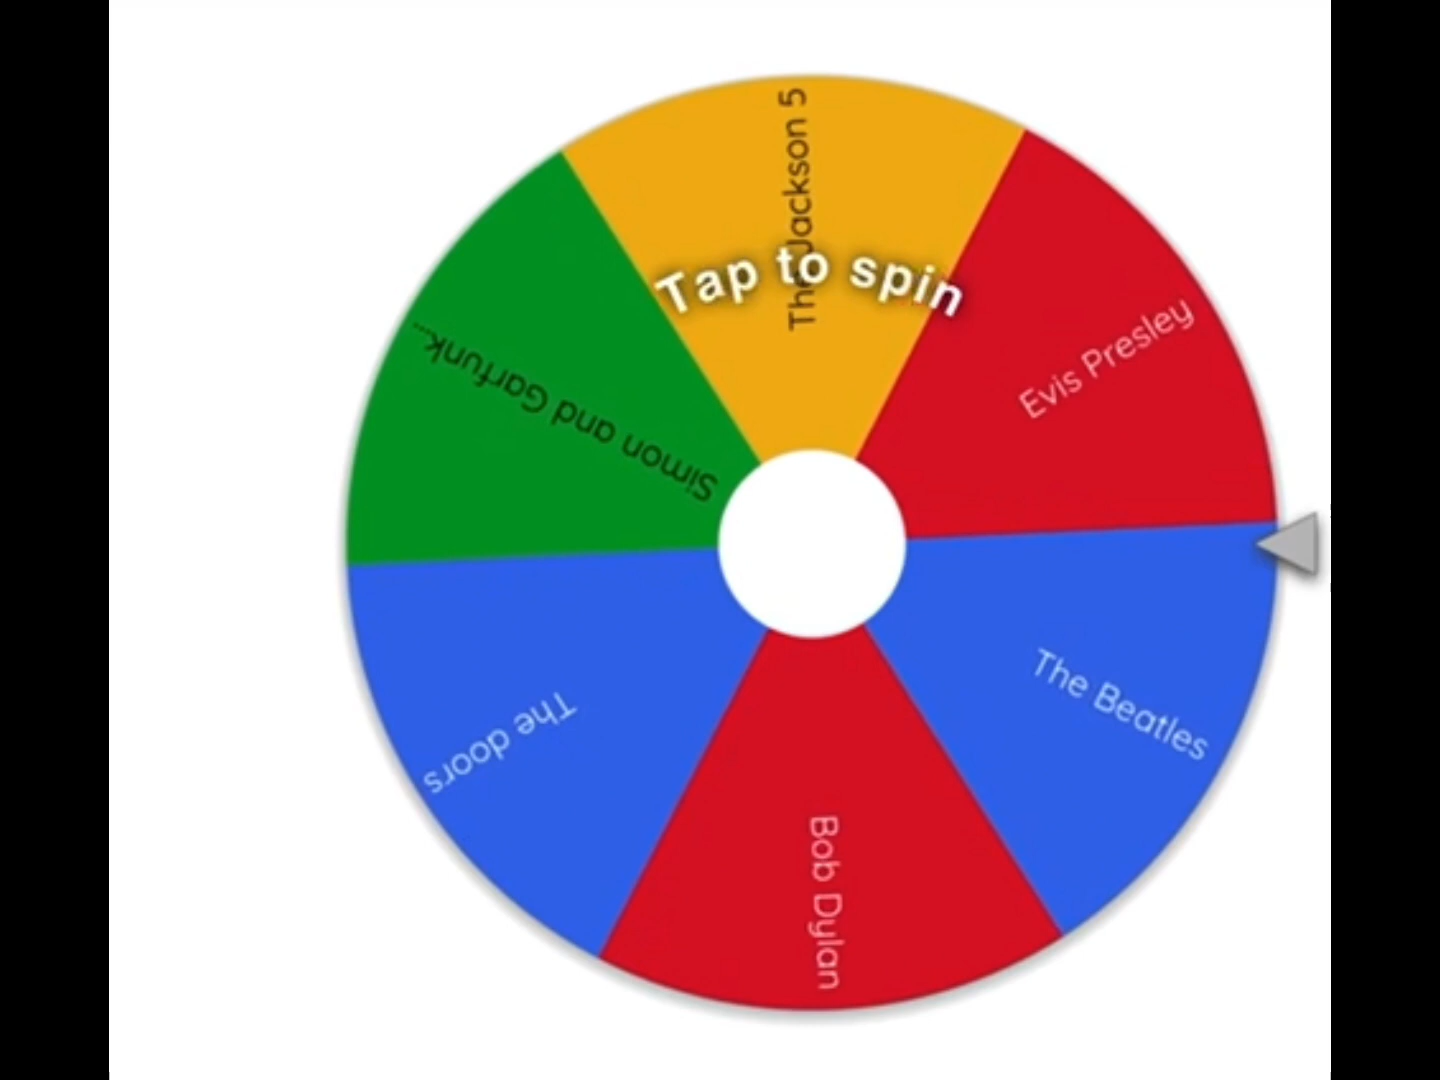 The Jackson 5
Tap to spin
Evis Presley
Simon and Garfunk...
The Beatles
The doors
Bob Dylan